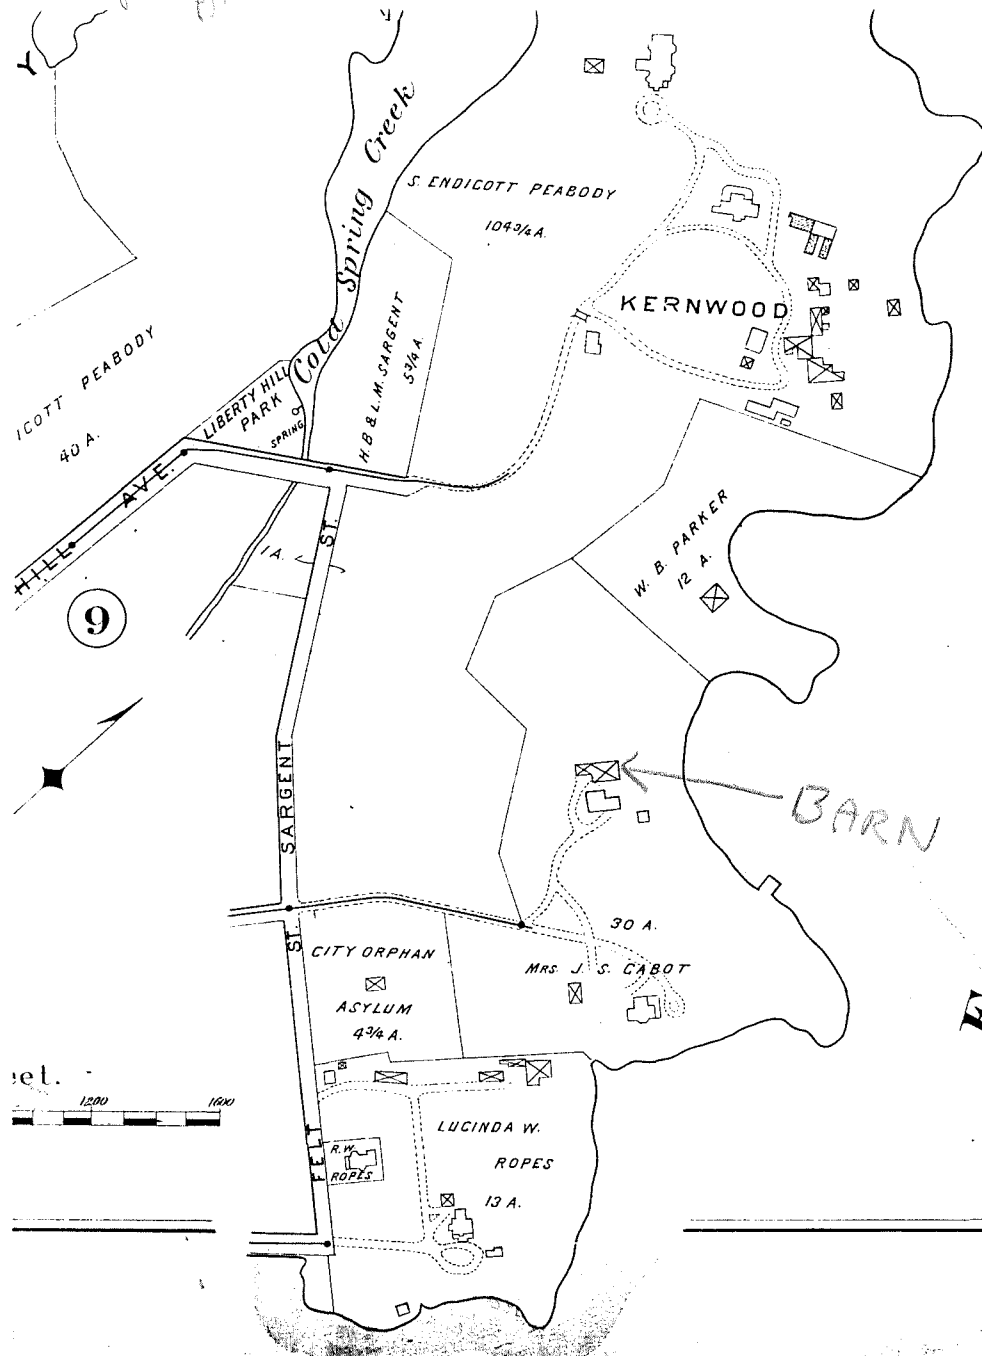 Y
Cold Spring Creek
S. ENDICOTT PEABODY
104 3/4 A.
KERNWOOD
H. B & L. M. SARGENT
5 3/4 A.
ICOTT PEABODY
40 A.
LIBERTY HILL
PARK
SPRING
HILL AVE.
ST.
1 A.
9
W. B. PARKER
12 A.
SARGENT
BARN
ST.
CITY ORPHAN
ASYLUM
4 3/4 A.
30 A.
MRS. J. S. CABOT
eet.
1200
1600
FELT
R. W.
ROPES
LUCINDA W.
ROPES
13 A.